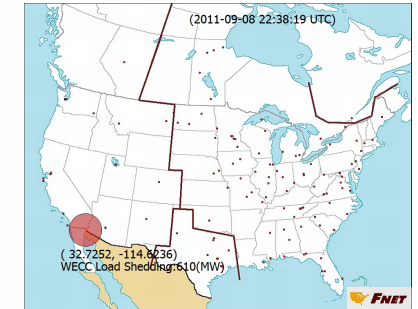 (2011-09-08 22:38:19 UTC)
( 32.7252, -114.6236)
WECC Load Shedding:610(MW)
FNET